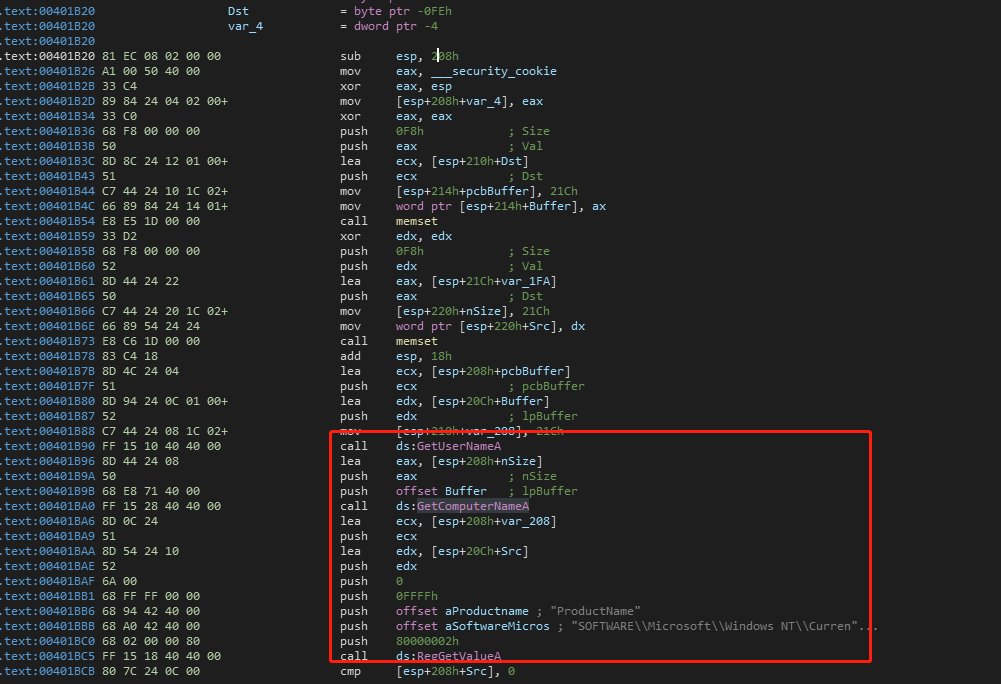 .text:00401B20 Dst = byte ptr -0FEh
.text:00401B20 var_4 = dword ptr -4
.text:00401B20
.text:00401B20 81 EC 08 02 00 00 sub esp, 208h
.text:00401B26 A1 00 50 40 00 mov eax, ___security_cookie
.text:00401B2B 33 C4 xor eax, esp
.text:00401B2D 89 84 24 04 02 00+ mov [esp+208h+var_4], eax
.text:00401B34 33 C0 xor eax, eax
.text:00401B36 68 F8 00 00 00 push 0F8h ; Size
.text:00401B3B 50 push eax ; Val
.text:00401B3C 8D 8C 24 12 01 00+ lea ecx, [esp+210h+Dst]
.text:00401B43 51 push ecx ; Dst
.text:00401B44 C7 44 24 10 1C 02+ mov [esp+214h+pcbBuffer], 21Ch
.text:00401B4C 66 89 84 24 14 01+ mov word ptr [esp+214h+Buffer], ax
.text:00401B54 E8 E5 1D 00 00 call memset
.text:00401B59 33 D2 xor edx, edx
.text:00401B5B 68 F8 00 00 00 push 0F8h ; Size
.text:00401B60 52 push edx ; Val
.text:00401B61 8D 44 24 22 lea eax, [esp+21Ch+var_1FA]
.text:00401B65 50 push eax ; Dst
.text:00401B66 C7 44 24 20 1C 02+ mov [esp+220h+nSize], 21Ch
.text:00401B6E 66 89 54 24 24 mov word ptr [esp+220h+Src], dx
.text:00401B73 E8 C6 1D 00 00 call memset
.text:00401B78 83 C4 18 add esp, 18h
.text:00401B7B 8D 4C 24 04 lea ecx, [esp+208h+pcbBuffer]
.text:00401B7F 51 push ecx ; pcbBuffer
.text:00401B80 8D 94 24 0C 01 00+ lea edx, [esp+20Ch+Buffer]
.text:00401B87 52 push edx ; lpBuffer
.text:00401B88 C7 44 24 08 1C 02+ mov [esp+210h+var_208], 21Ch
.text:00401B90 FF 15 10 40 40 00 call ds:GetUserNameA
.text:00401B96 8D 44 24 08 lea eax, [esp+208h+nSize]
.text:00401B9A 50 push eax ; nSize
.text:00401B9B 68 E8 71 40 00 push offset Buffer ; lpBuffer
.text:00401BA0 FF 15 28 40 40 00 call ds:GetComputerNameA
.text:00401BA6 8D 0C 24 lea ecx, [esp+208h+var_208]
.text:00401BA9 51 push ecx
.text:00401BAA 8D 54 24 10 lea edx, [esp+20Ch+Src]
.text:00401BAE 52 push edx
.text:00401BAF 6A 00 push 0
.text:00401BB1 68 FF FF 00 00 push 0FFFFh
.text:00401BB6 68 94 42 40 00 push offset aProductname ; "ProductName"
.text:00401BBB 68 A0 42 40 00 push offset aSoftwareMicros ; "SOFTWARE\\Microsoft\\Windows NT\\Curren"...
.text:00401BC0 68 02 00 00 80 push 80000002h
.text:00401BC5 FF 15 18 40 40 00 call ds:RegGetValueA
.text:00401BCB 80 7C 24 0C 00 cmp [esp+208h+Src], 0